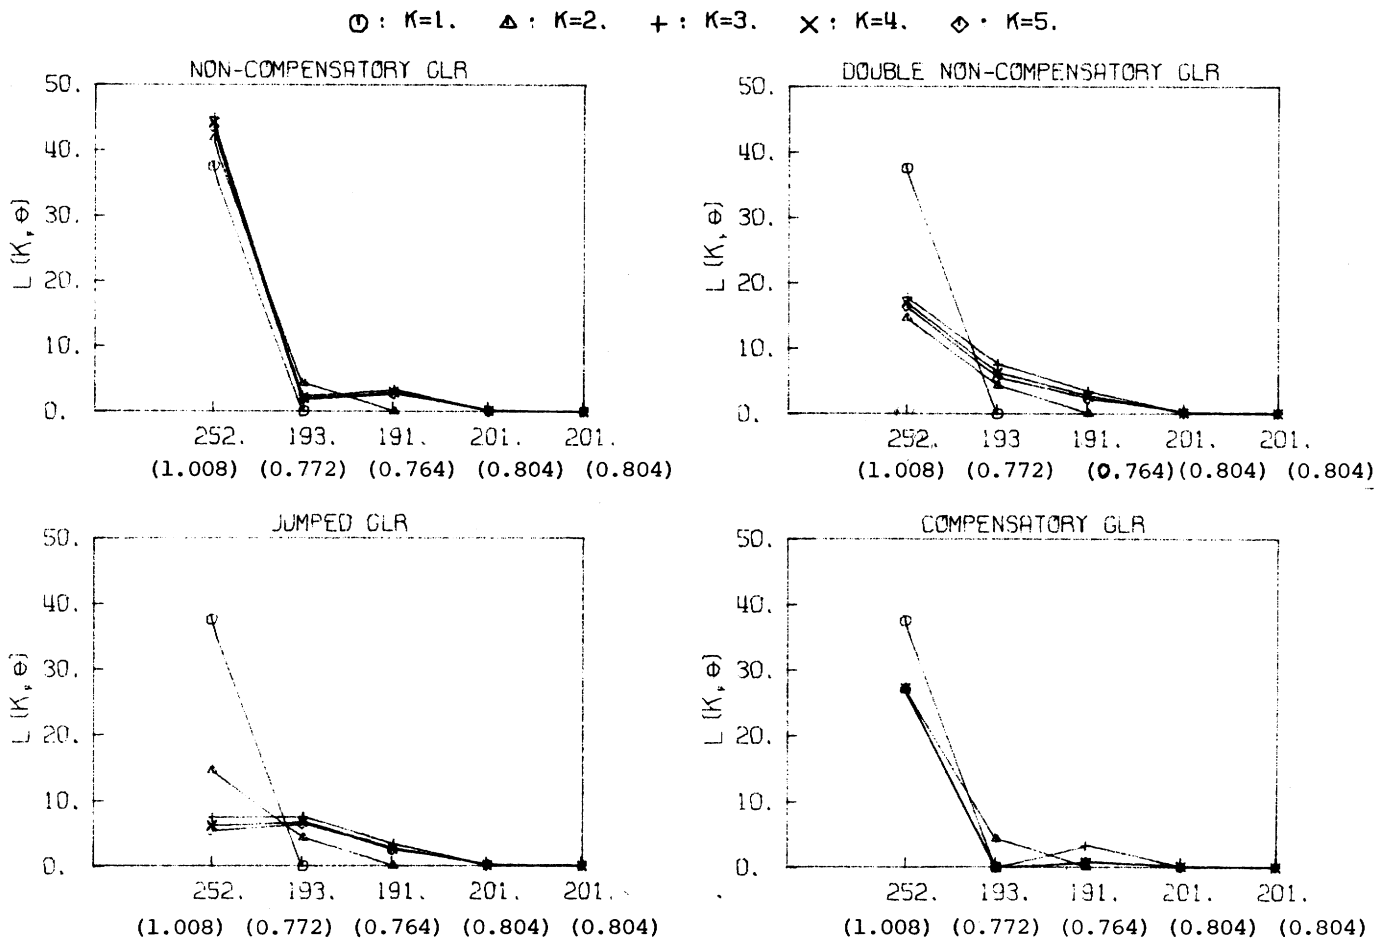 ⊙ : K=1. △ : K=2. + : K=3. × : K=4. ◇ · K=5.
NON-COMPENSATORY GLR
50.
40.
30.
20.
10.
0.
L (K, θ)
252. 193. 191. 201. 201.
(1.008) (0.772) (0.764) (0.804) (0.804)
DOUBLE NON-COMPENSATORY GLR
50.
40.
30.
20.
10.
0.
L (K, θ)
252. 193 191. 201. 201.
(1.008) (0.772) (0.764) (0.804) (0.804)
JUMPED GLR
50.
40.
30.
20.
10.
0.
L (K, θ)
252. 193. 191. 201. 201.
(1.008) (0.772) (0.764) (0.804) (0.804)
COMPENSATORY GLR
50.
40.
30.
20.
10.
0.
L (K, θ)
252. 193. 191. 201. 201.
(1.008) (0.772) (0.764) (0.804) (0.804)